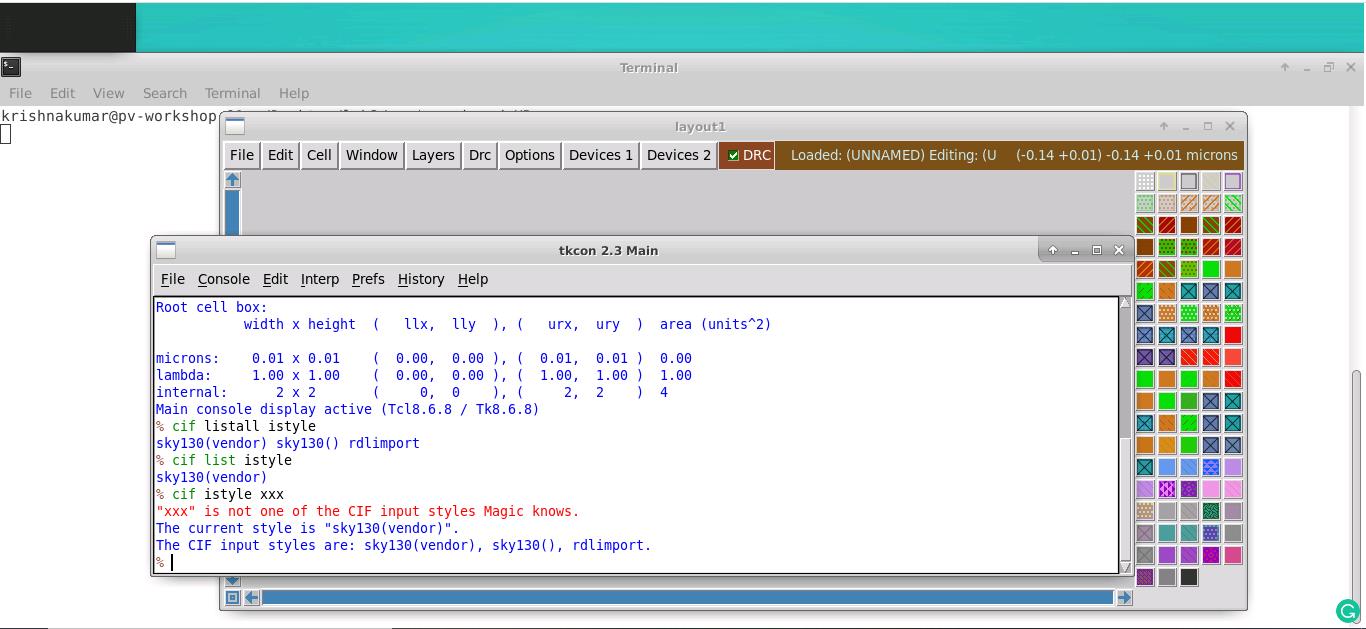 Terminal
File Edit View Search Terminal Help
krishnakumar@pv-workshop
layout1
File Edit Cell Window Layers Drc Options Devices 1 Devices 2 DRC Loaded: (UNNAMED) Editing: (U (-0.14 +0.01) -0.14 +0.01 microns
tkcon 2.3 Main
File Console Edit Interp Prefs History Help
Root cell box:
width x height ( llx, lly ), ( urx, ury ) area (units^2)
microns: 0.01 x 0.01 ( 0.00, 0.00 ), ( 0.01, 0.01 ) 0.00
lambda: 1.00 x 1.00 ( 0.00, 0.00 ), ( 1.00, 1.00 ) 1.00
internal: 2 x 2 ( 0, 0 ), ( 2, 2 ) 4
Main console display active (Tcl8.6.8 / Tk8.6.8)
% cif listall istyle
sky130(vendor) sky130() rdlimport
% cif list istyle
sky130(vendor)
% cif istyle xxx
"xxx" is not one of the CIF input styles Magic knows.
The current style is "sky130(vendor)".
The CIF input styles are: sky130(vendor), sky130(), rdlimport.
%